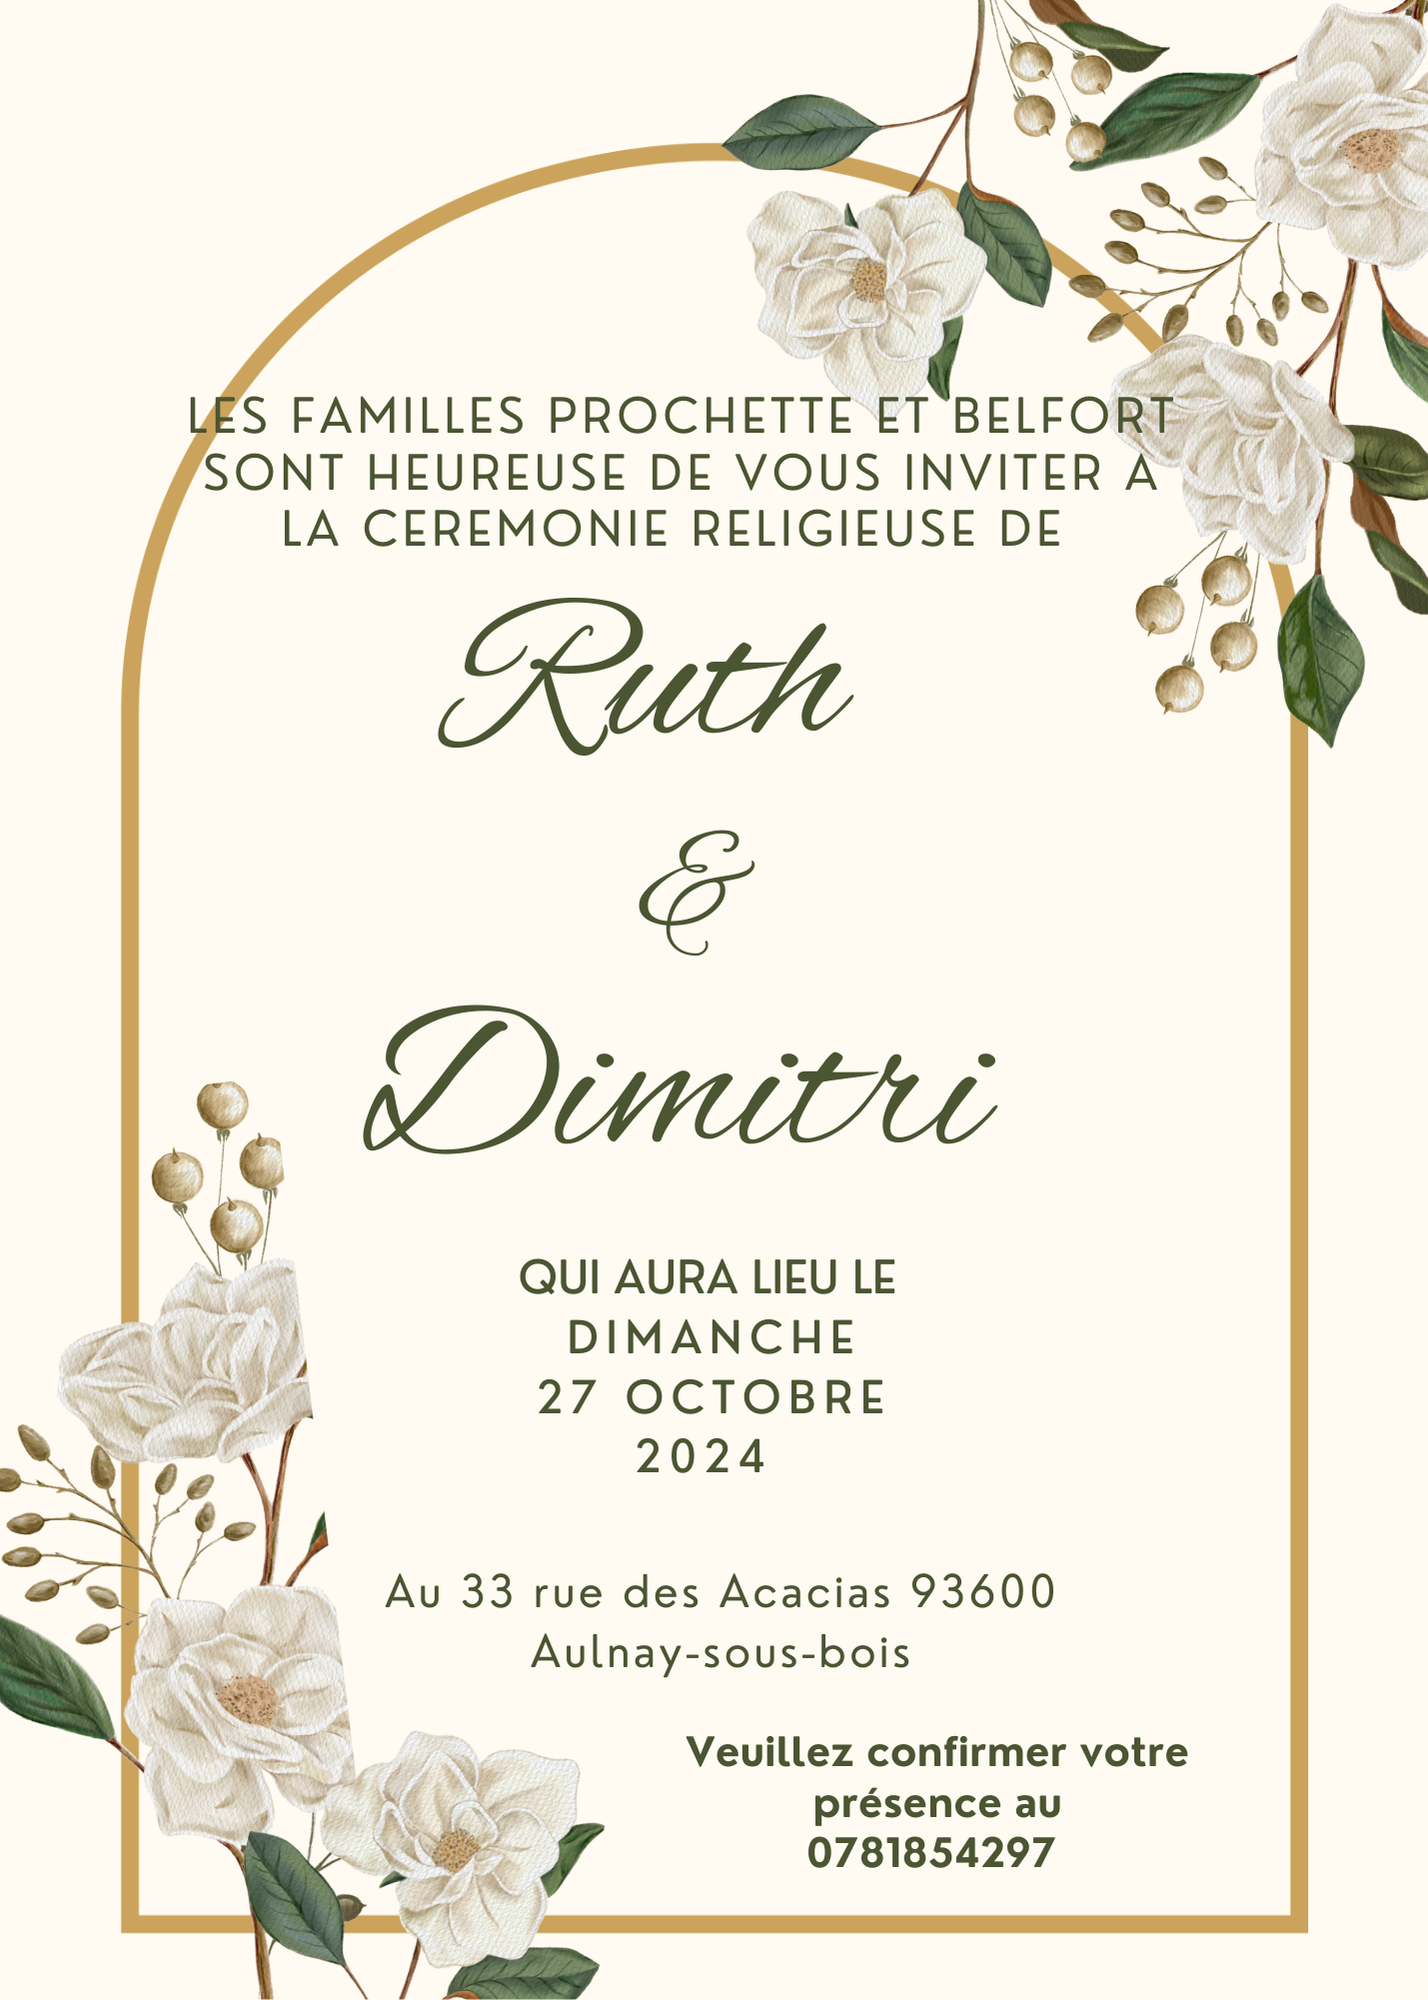 LES FAMILLES PROCHETTE ET BELFORT
SONT HEUREUSE DE VOUS INVITER A
LA CEREMONIE RELIGIEUSE DE
Ruth
&
Dimitri
QUI AURA LIEU LE
DIMANCHE
27 OCTOBRE
2024
Au 33 rue des Acacias 93600
Aulnay-sous-bois
Veuillez confirmer votre
présence au
0781854297